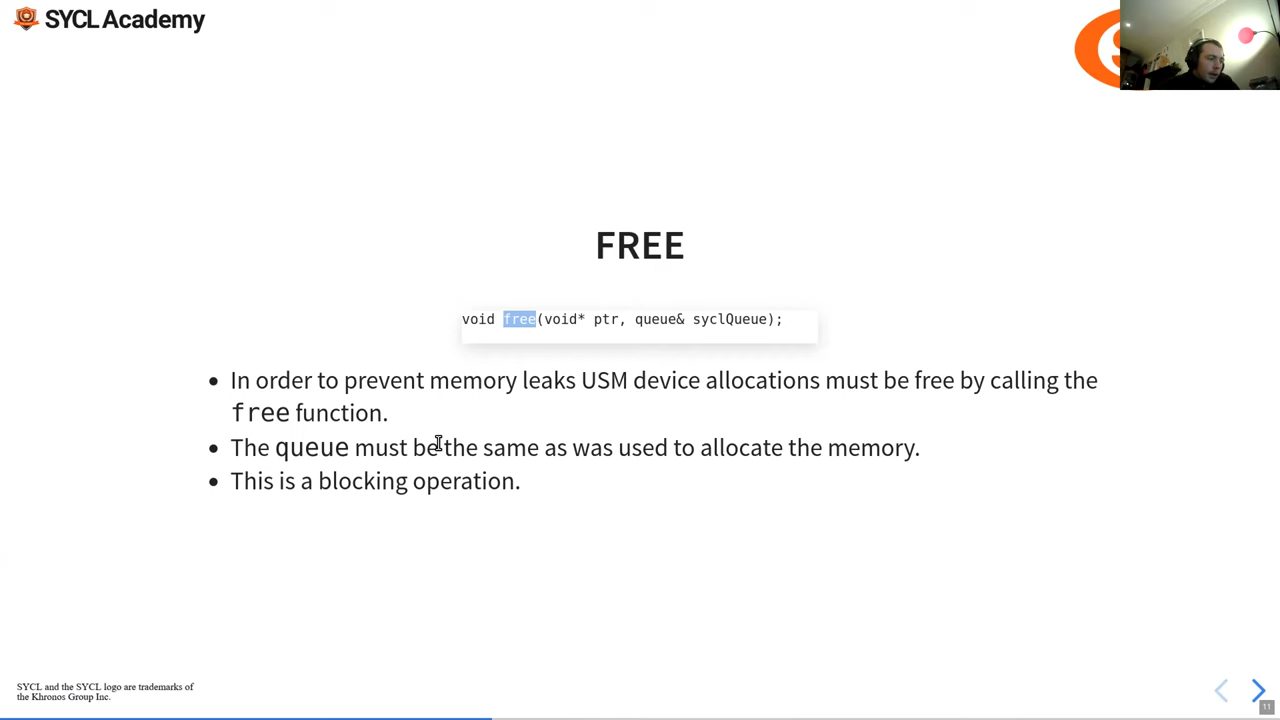 SYCL Academy
FREE
void free(void* ptr, queue& syclQueue);
• In order to prevent memory leaks USM device allocations must be free by calling the
free function.
• The queue must be the same as was used to allocate the memory.
• This is a blocking operation.
SYCL and the SYCL logo are trademarks of
the Khronos Group Inc.
11